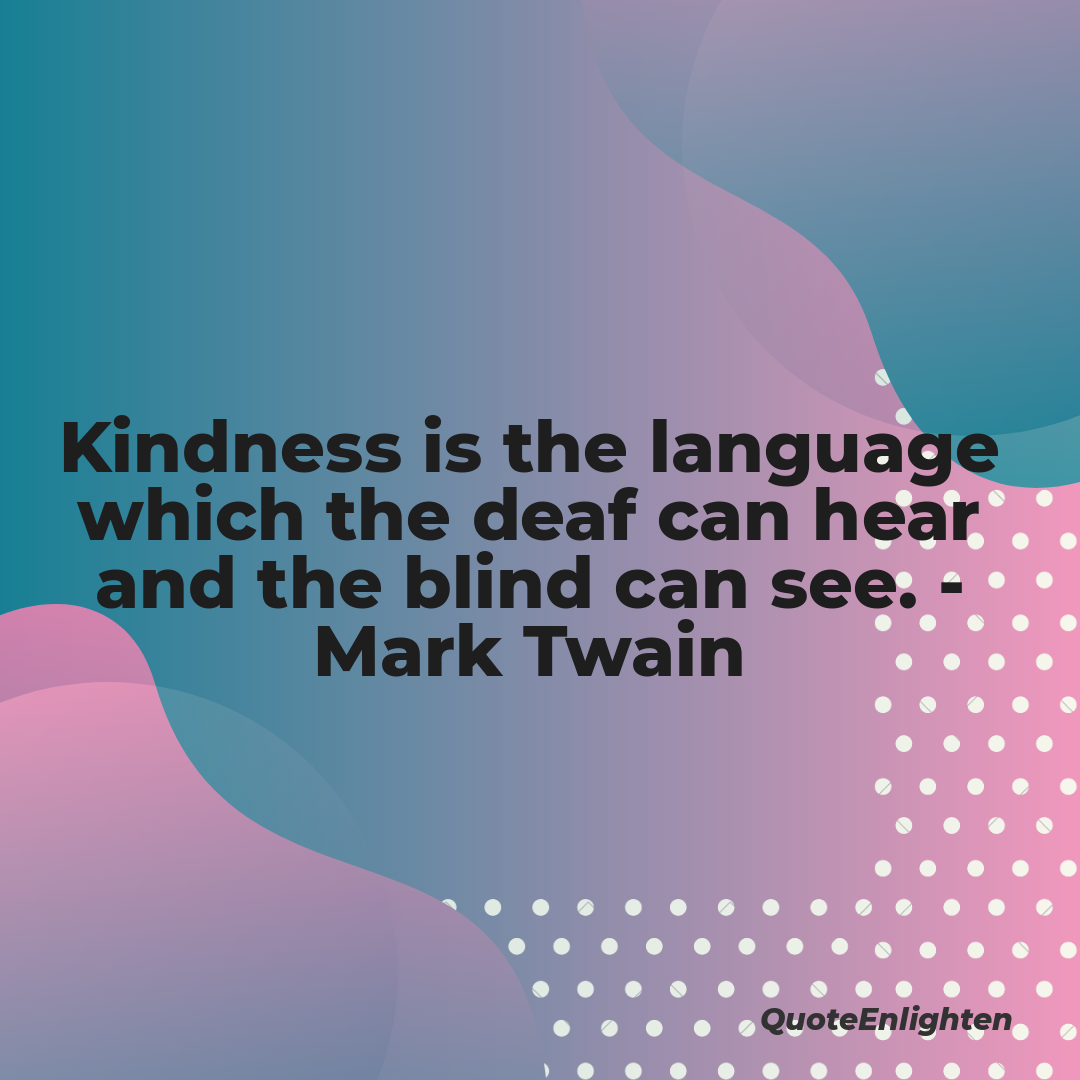 Kindness is the language
which the deaf can hear
and the blind can see. -
Mark Twain
QuoteEnlighten